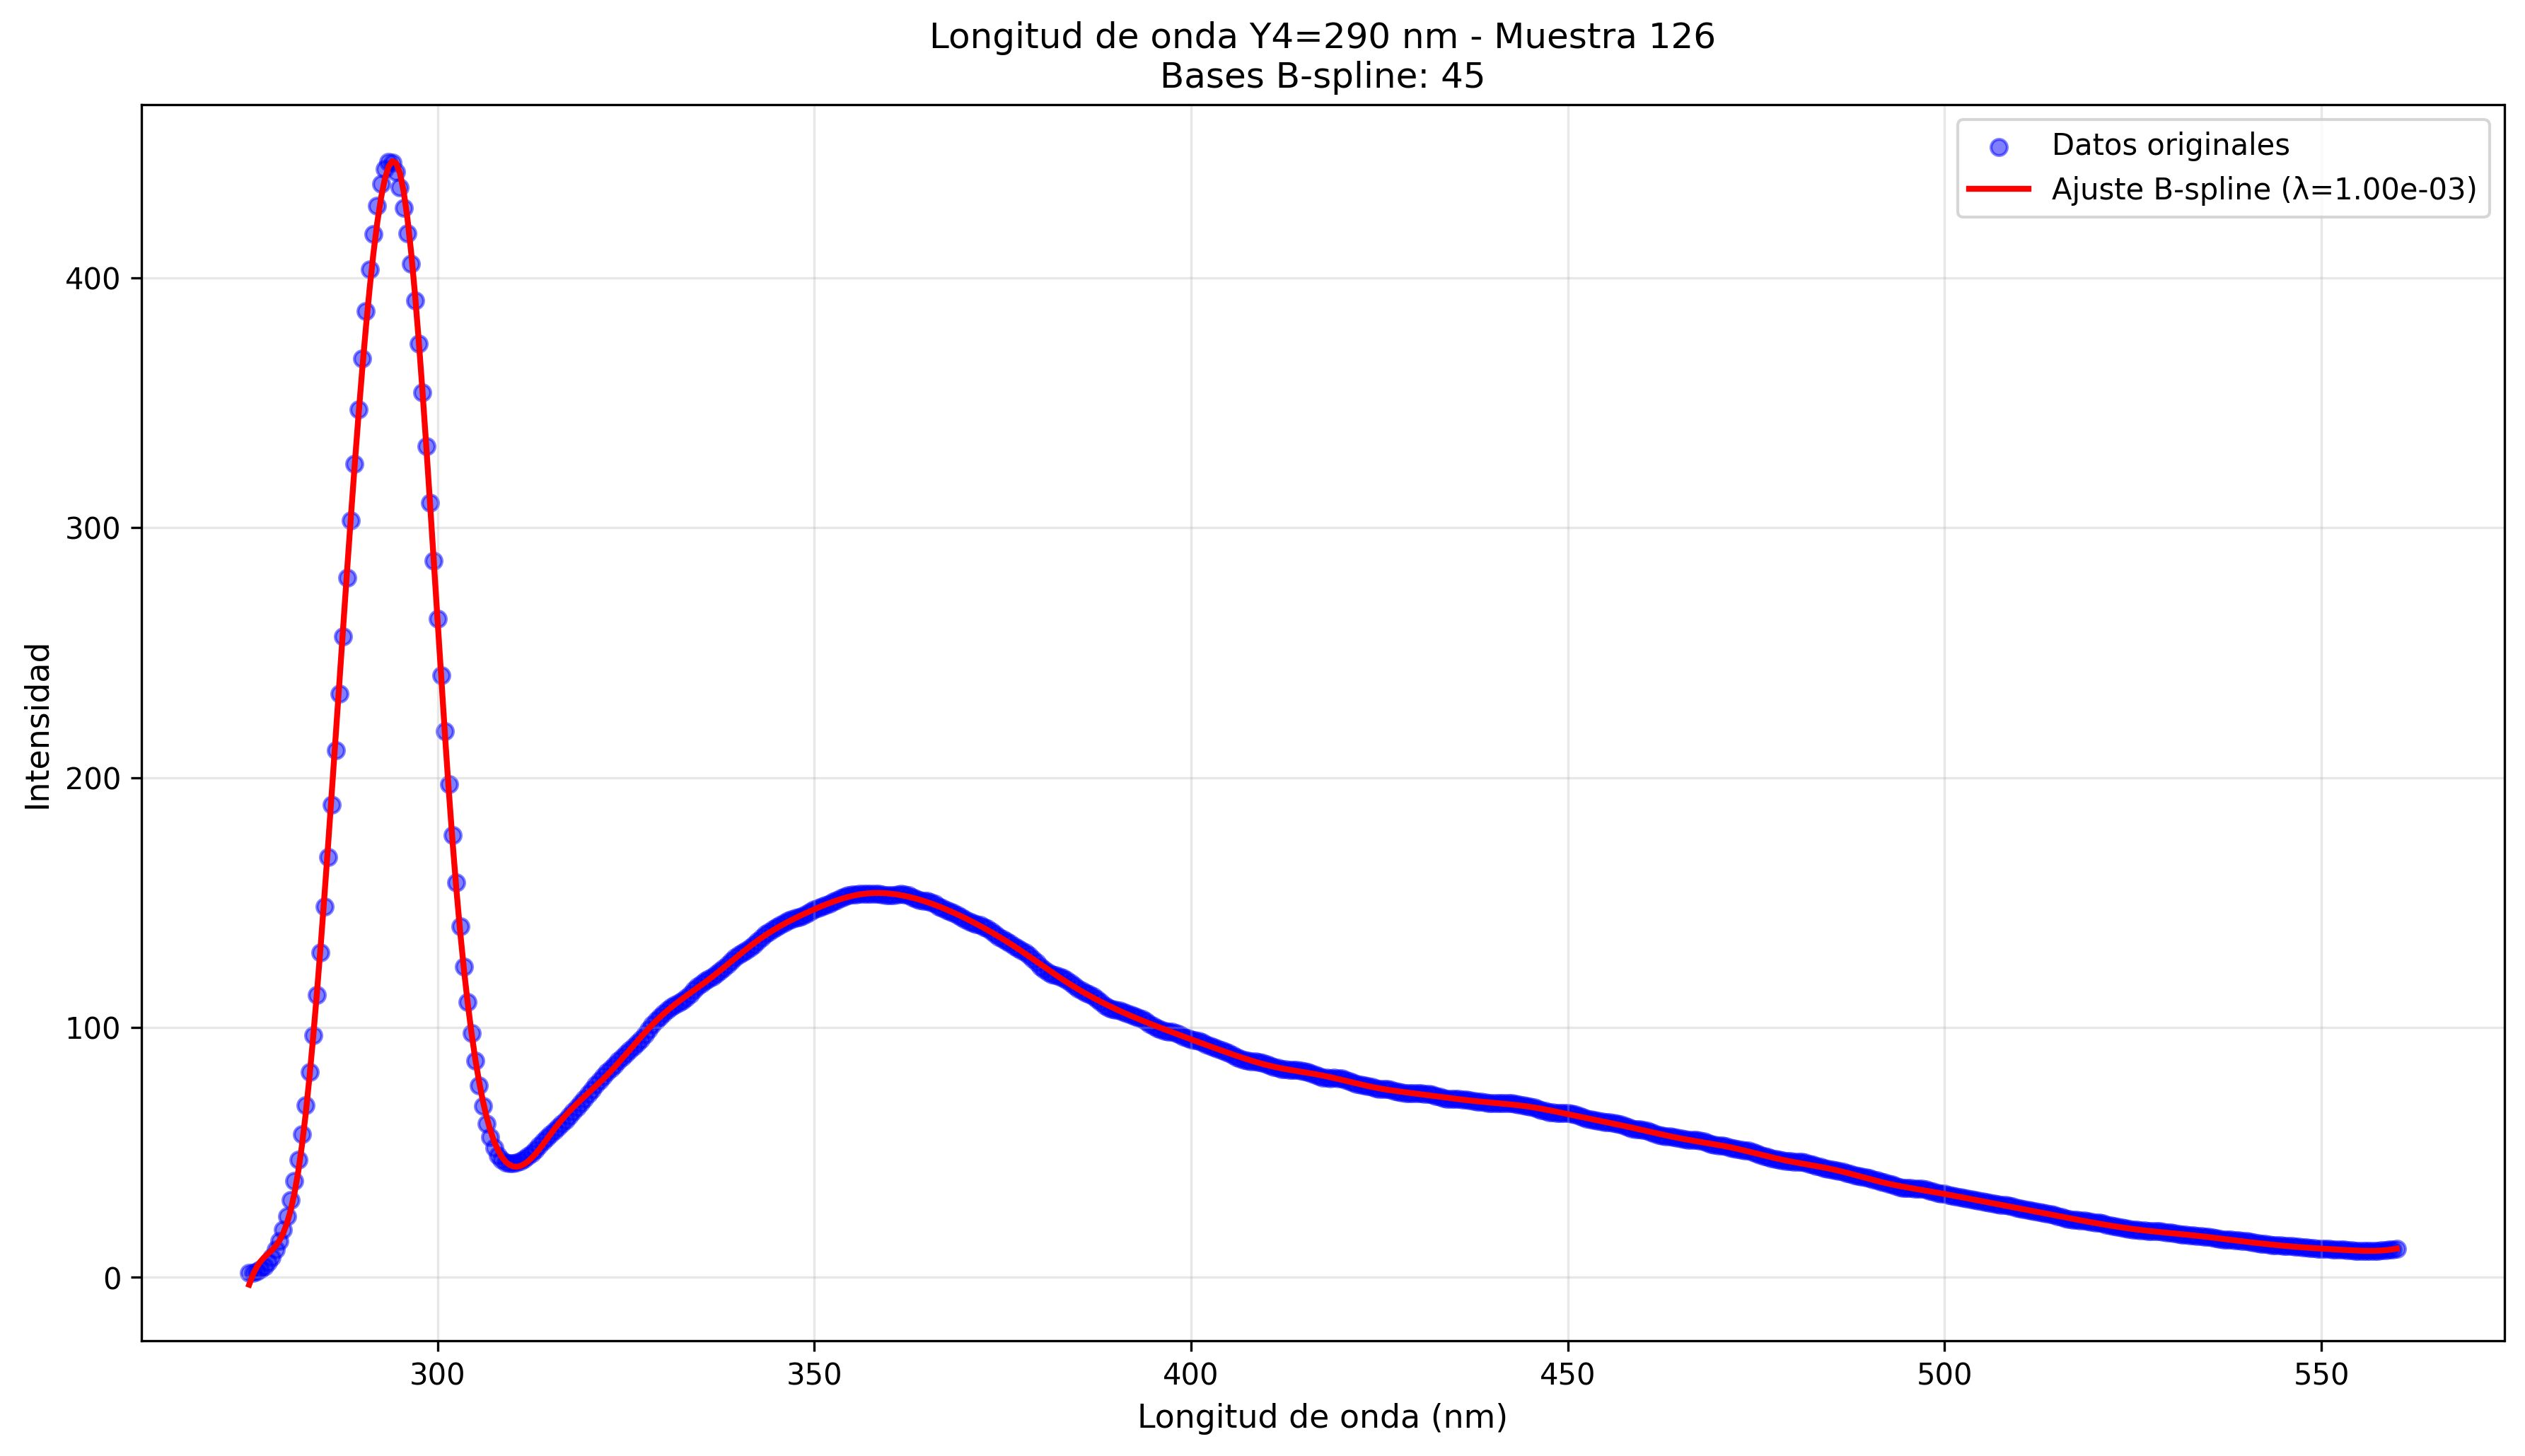 Longitud de onda Y4=290 nm - Muestra 126
Bases B-spline: 45
Datos originales
Ajuste B-spline (λ=1.00e-03)
Intensidad
400
300
200
100
0
300 350 400 450 500 550
Longitud de onda (nm)